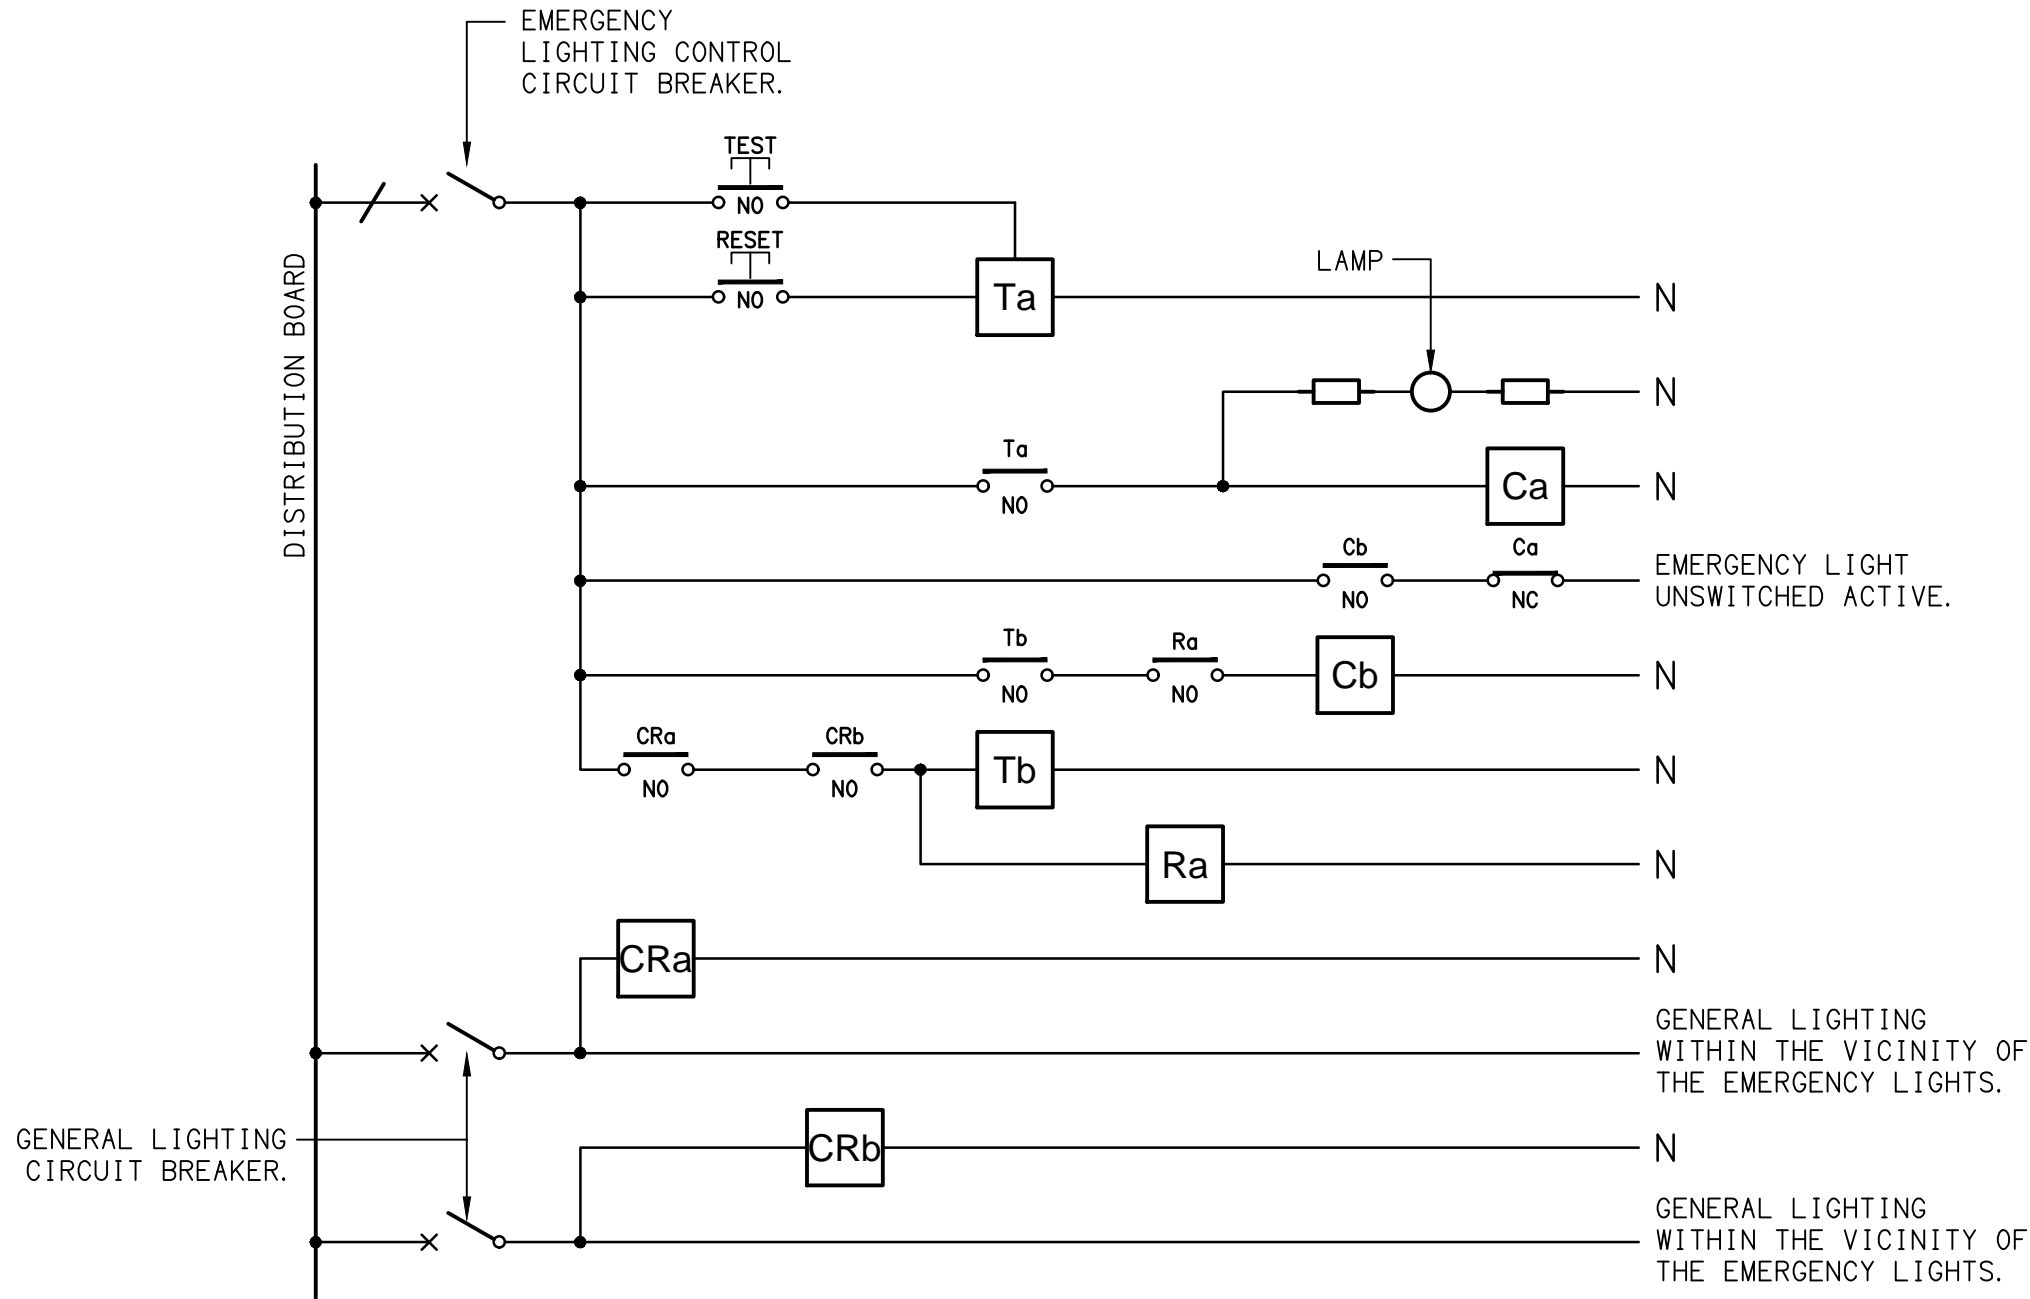 EMERGENCY
LIGHTING CONTROL
CIRCUIT BREAKER.
TEST
NO
RESET
NO
DISTRIBUTION BOARD
Ta
N
LAMP
N
Ta
NO
Ca
N
Cb
NO
Ca
NC
EMERGENCY LIGHT
UNSWITCHED ACTIVE.
Tb
NO
Ra
NO
Cb
N
CRa
NO
CRb
NO
Tb
N
Ra
N
CRa
N
GENERAL LIGHTING
WITHIN THE VICINITY OF
THE EMERGENCY LIGHTS.
GENERAL LIGHTING
CIRCUIT BREAKER.
CRb
N
GENERAL LIGHTING
WITHIN THE VICINITY OF
THE EMERGENCY LIGHTS.